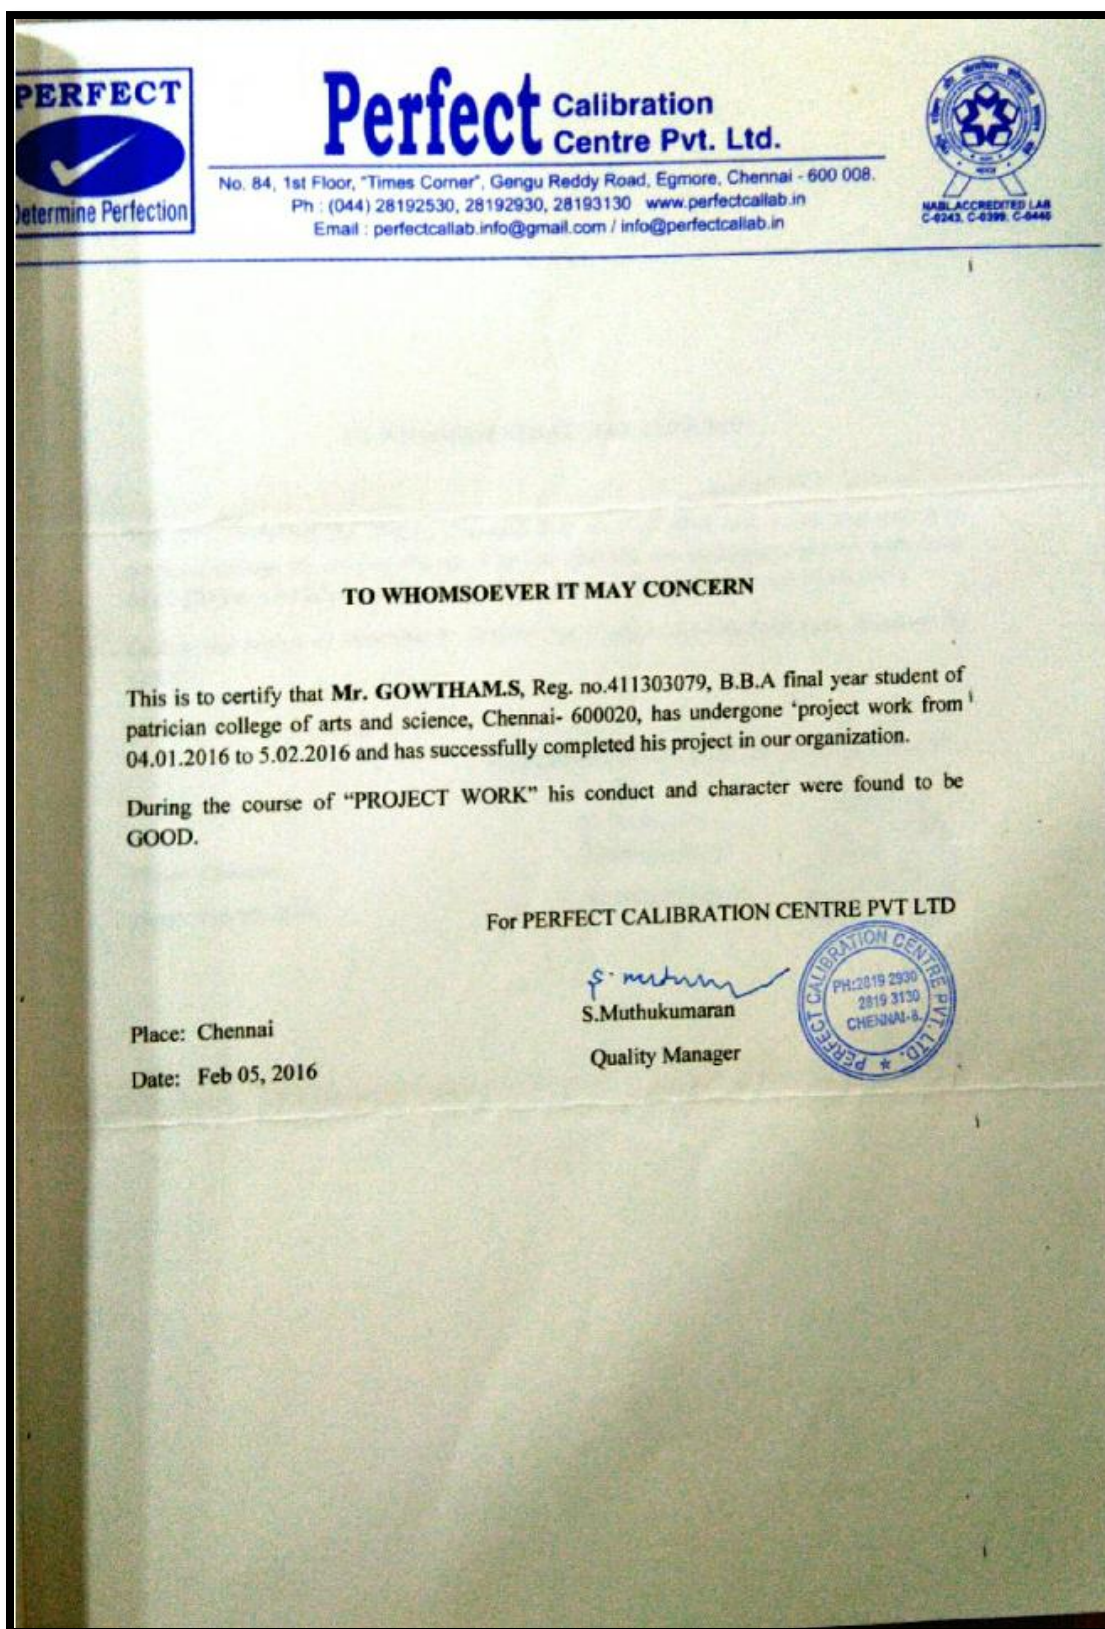 PERFECT
Determine Perfection
Perfect Calibration
Centre Pvt. Ltd.
No. 84, 1st Floor, "Times Corner", Gengu Reddy Road, Egmore, Chennai - 600 008.
Ph : (044) 28192530, 28192930, 28193130 www.perfectcallab.in
Email : perfectcallab.info@gmail.com / info@perfectcallab.in
NABL ACCREDITED LAB
C-0243, C-0399, C-0446
TO WHOMSOEVER IT MAY CONCERN
This is to certify that Mr. GOWTHAM.S, Reg. no.411303079, B.B.A final year student of
patrician college of arts and science, Chennai- 600020, has undergone ‘project work from
04.01.2016 to 5.02.2016 and has successfully completed his project in our organization.
During the course of “PROJECT WORK” his conduct and character were found to be
GOOD.
For PERFECT CALIBRATION CENTRE PVT LTD
PERFECT CALIBRATION CENTRE PVT. LTD.
PH:2819 2930
2819 3130
CHENNAI-8.
S.Muthukumaran
Quality Manager
Place: Chennai
Date: Feb 05, 2016